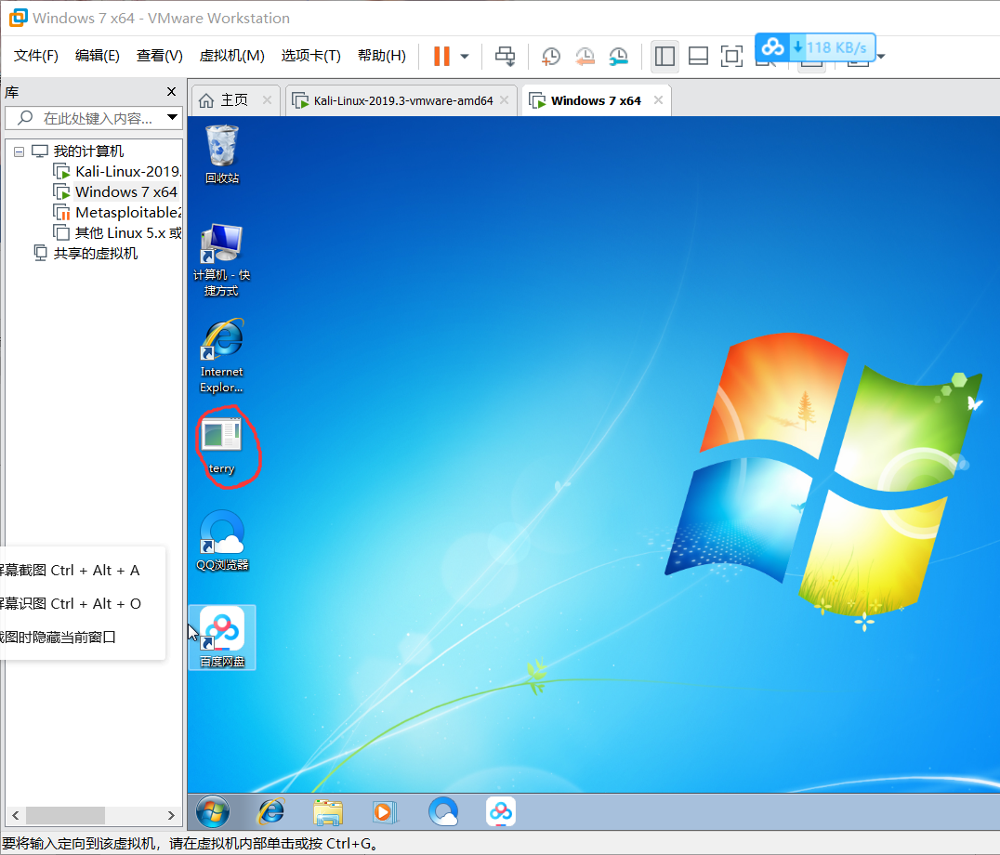 Windows 7 x64 - VMware Workstation
文件(F) 编辑(E) 查看(V) 虚拟机(M) 选项卡(T) 帮助(H)
118 KB/s
库
在此处键入内容...
主页
Kali-Linux-2019.3-vmware-amd64
Windows 7 x64
我的计算机
Kali-Linux-2019.
Windows 7 x64
Metasploitable2
其他 Linux 5.x 或
共享的虚拟机
回收站
计算机 - 快
捷方式
Internet
Explor...
terry
QQ浏览器
百度网盘
屏幕截图 Ctrl + Alt + A
屏幕识图 Ctrl + Alt + O
截图时隐藏当前窗口
要将输入定向到该虚拟机，请在虚拟机内部单击或按 Ctrl+G。